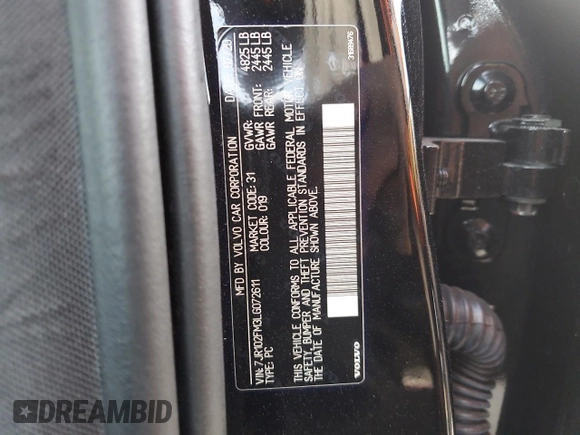 MFD BY VOLVO CAR CORPORATION
GVWR: 4825 LB
GAWR FRONT: 2445 LB
GAWR REAR: 2445 LB
VIN: 7JR102FM3LG072611
TYPE: PC
MARKET CODE: 31
COLOUR: 019
THIS VEHICLE CONFORMS TO ALL APPLICABLE FEDERAL MOTOR VEHICLE
SAFETY, BUMPER AND THEFT PREVENTION STANDARDS IN EFFECT ON
THE DATE OF MANUFACTURE SHOWN ABOVE.
VOLVO
DREAMBID